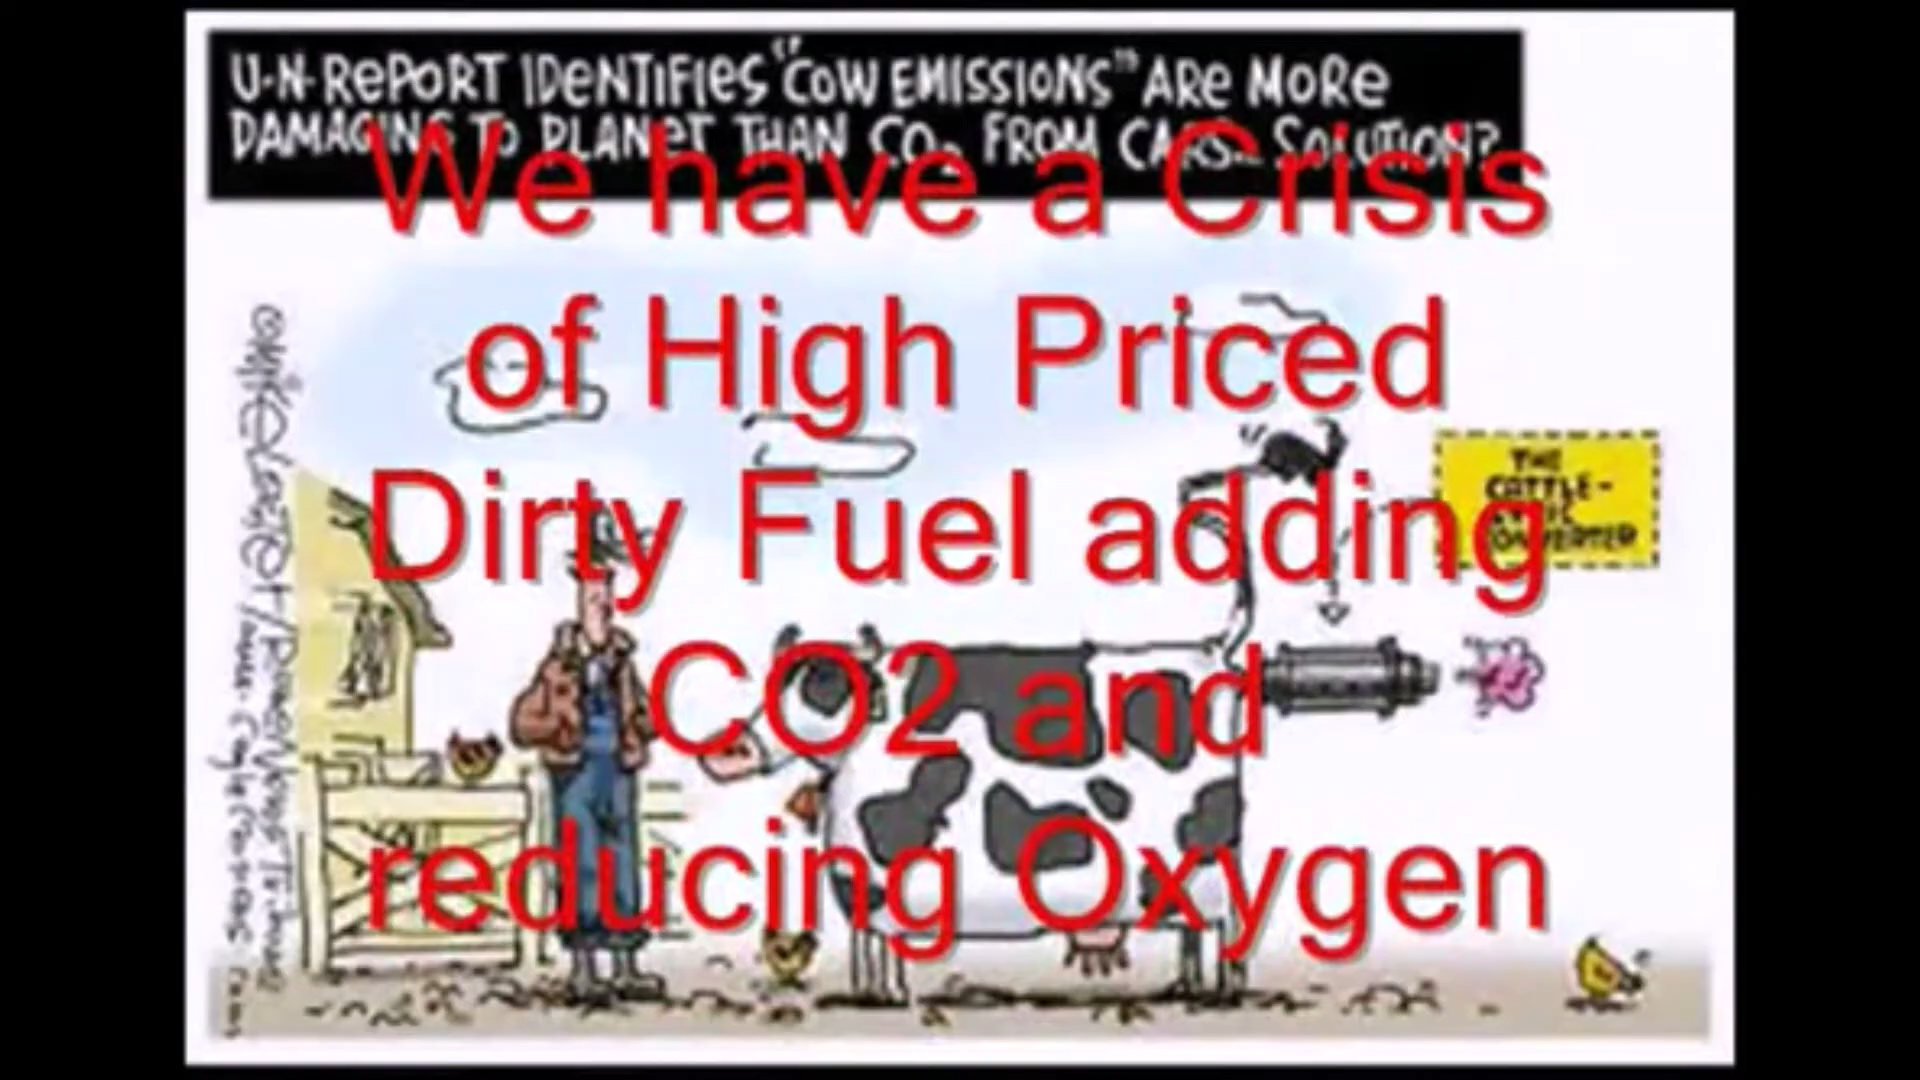 U.N. REPORT IDENTIFIES "COW EMISSIONS" ARE MORE
DAMAGING TO PLANET THAN CO2 FROM CARS... SOLUTION?
We have a Crisis
of High Priced
Dirty Fuel adding
CO2 and
reducing Oxygen
THE
CATTLE-
CONVERTER